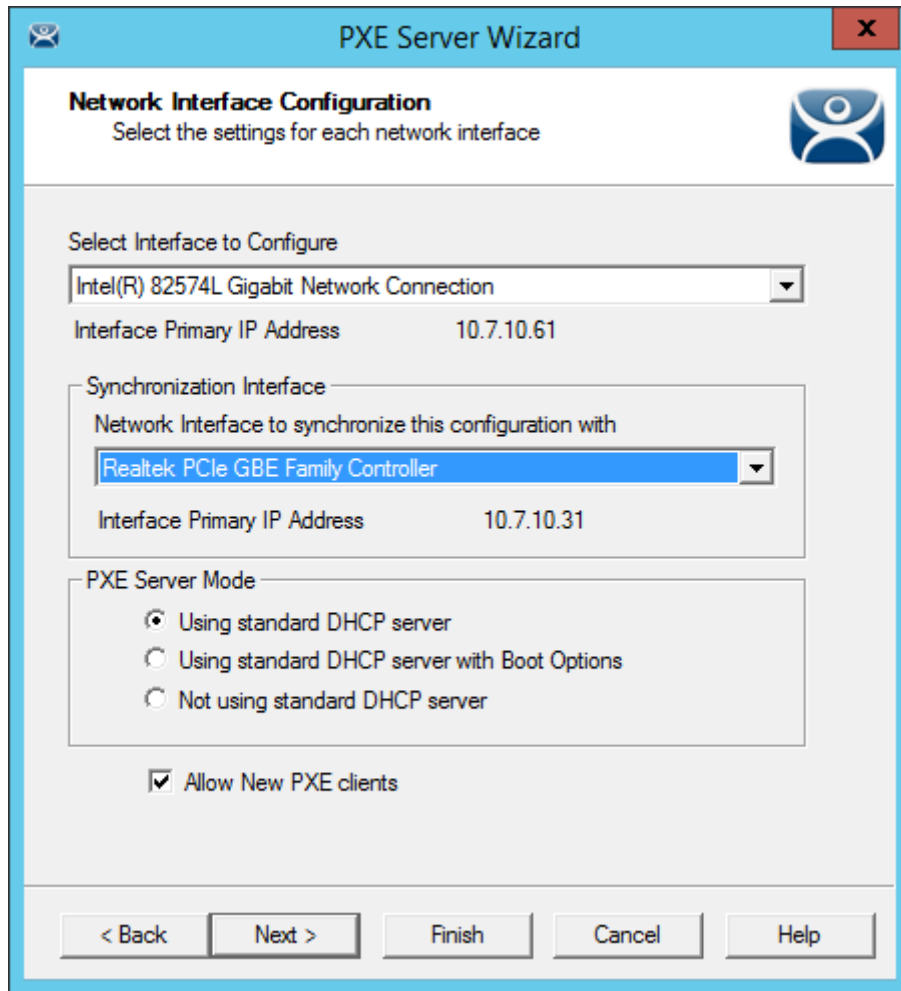 PXE Server Wizard
x
Network Interface Configuration
Select the settings for each network interface
Select Interface to Configure
Intel(R) 82574L Gigabit Network Connection
Interface Primary IP Address 10.7.10.61
Synchronization Interface
Network Interface to synchronize this configuration with
Realtek PCIe GBE Family Controller
Interface Primary IP Address 10.7.10.31
PXE Server Mode
Using standard DHCP server
Using standard DHCP server with Boot Options
Not using standard DHCP server
Allow New PXE clients
< Back Next > Finish Cancel Help